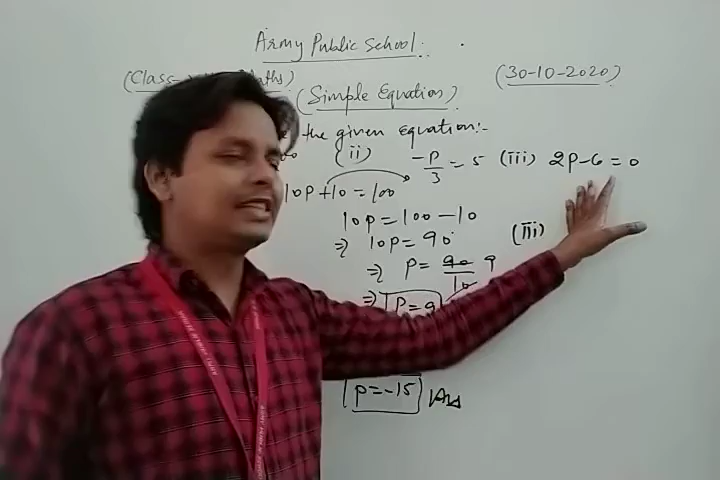 Army Public School:
(Class- Maths) (30-10-2020)
(Simple Equation)
the given equation:-
(ii) -P/3 = 5 (iii) 2P-6=0
10P+10=100
10P=100-10
⇒ 10P=90 (iii)
⇒ P= 90/10 9
⇒ P=9
P=-15 Ans